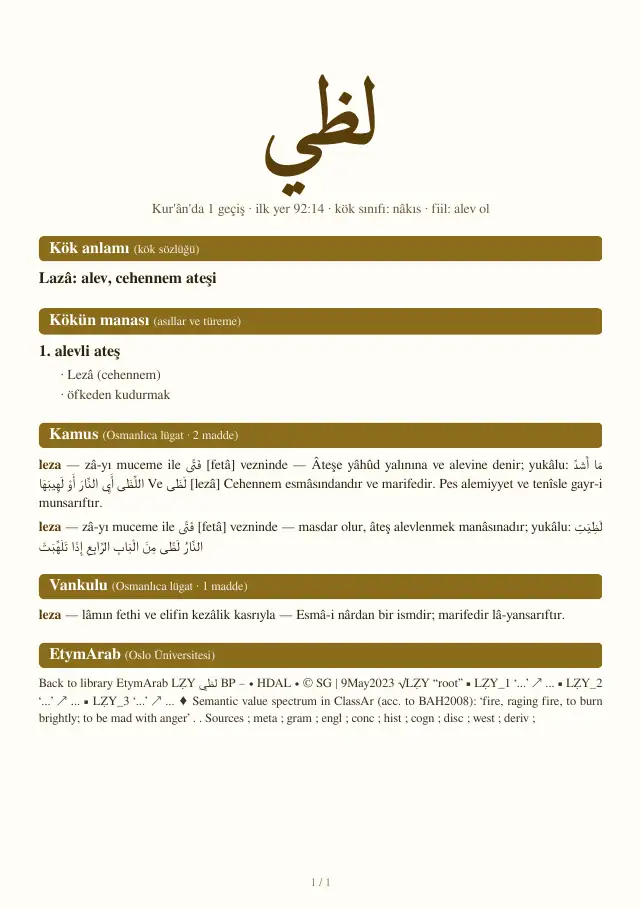 لظي
Kur'ân'da 1 geçiş · ilk yer 92:14 · kök sınıfı: nâkıs · fiil: alev ol
Kök anlamı (kök sözlüğü)
Lazâ: alev, cehennem ateşi
Kökün manası (asıllar ve türeme)
1. alevli ateş
· Lezâ (cehennem)
· öfkeden kudurmak
Kamus (Osmanlıca lügat · 2 madde)
leza — zâ-yı muceme ile فَتًى [fetâ] vezninde — Âteşe yâhûd yalınına ve alevine denir; yukâlu: مَا أَشَدَّ
اللَّظَى أَيِ النَّارَ أَوْ لَهِيبَهَا Ve لَظَى [lezâ] Cehennem esmâsındandır ve marifedir. Pes alemiyyet ve tenîsle gayr-i
munsariftır.
leza — zâ-yı muceme ile فَتًى [fetâ] vezninde — masdar olur, âteş alevlenmek manâsınadır; yukâlu: لَظِيَتِ
النَّارُ لَظًى مِنَ الْبَابِ الرَّابِعِ إِذَا تَلَهَّبَتْ
Vankulu (Osmanlıca lügat · 1 madde)
leza — lâmın fethi ve elifin kezâlik kasrıyla — Esmâ-i nârdan bir ismdir; marifedir lâ-yansarıftır.
EtymArab (Oslo Üniversitesi)
Back to library EtymArab LẒY لظي BP – • HDAL • © SG | 9May2023 √LẒY “root” ▪ LẒY_1 ‘...’ ↗ ... ▪ LẒY_2
‘...’ ↗ ... ▪ LẒY_3 ‘...’ ↗ ... ♦ Semantic value spectrum in ClassAr (acc. to BAH2008): ‘fire, raging fire, to burn
brightly; to be mad with anger’ . . Sources ; meta ; gram ; engl ; conc ; hist ; cogn ; disc ; west ; deriv ;
1 / 1